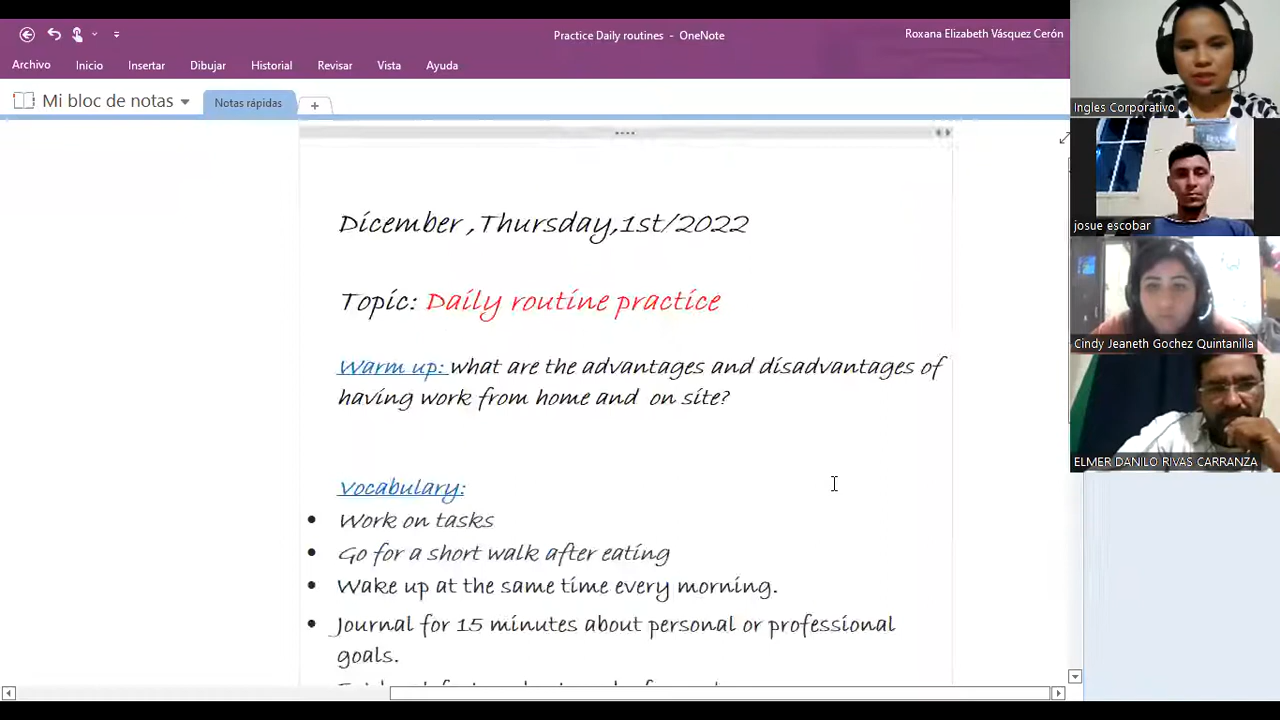 Practice Daily routines - OneNote
Roxana Elizabeth Vásquez Cerón
Archivo Inicio Insertar Dibujar Historial Revisar Vista Ayuda
Mi bloc de notas Notas rápidas
Dicember ,Thursday,1st/2022
Topic: Daily routine practice
Warm up: what are the advantages and disadvantages of
having work from home and on site?
Vocabulary:
Work on tasks
Go for a short walk after eating
Wake up at the same time every morning.
Journal for 15 minutes about personal or professional
goals.
Ingles Corporativo
josue escobar
Cindy Jeaneth Gochez Quintanilla
ELMER DANILO RIVAS CARRANZA